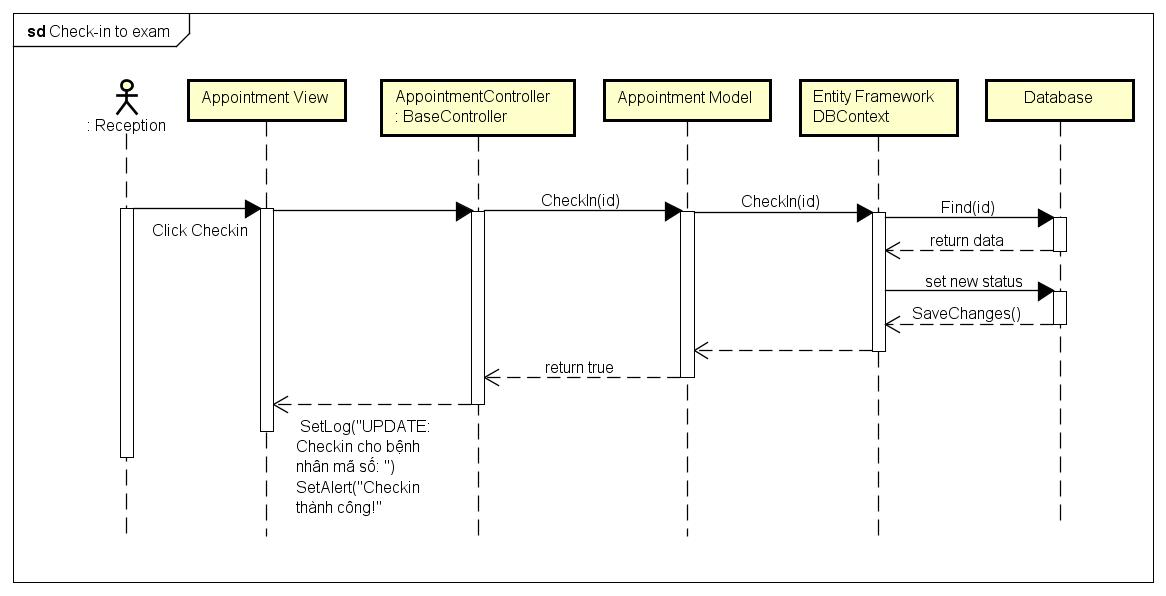 sd Check-in to exam
: Reception
Appointment View
AppointmentController
: BaseController
Appointment Model
Entity Framework
DBContext
Database
Click Checkin
CheckIn(id)
CheckIn(id)
Find(id)
return data
set new status
SaveChanges()
return true
SetLog("UPDATE:
Checkin cho bệnh
nhân mã số: ")
SetAlert("Checkin
thành công!"